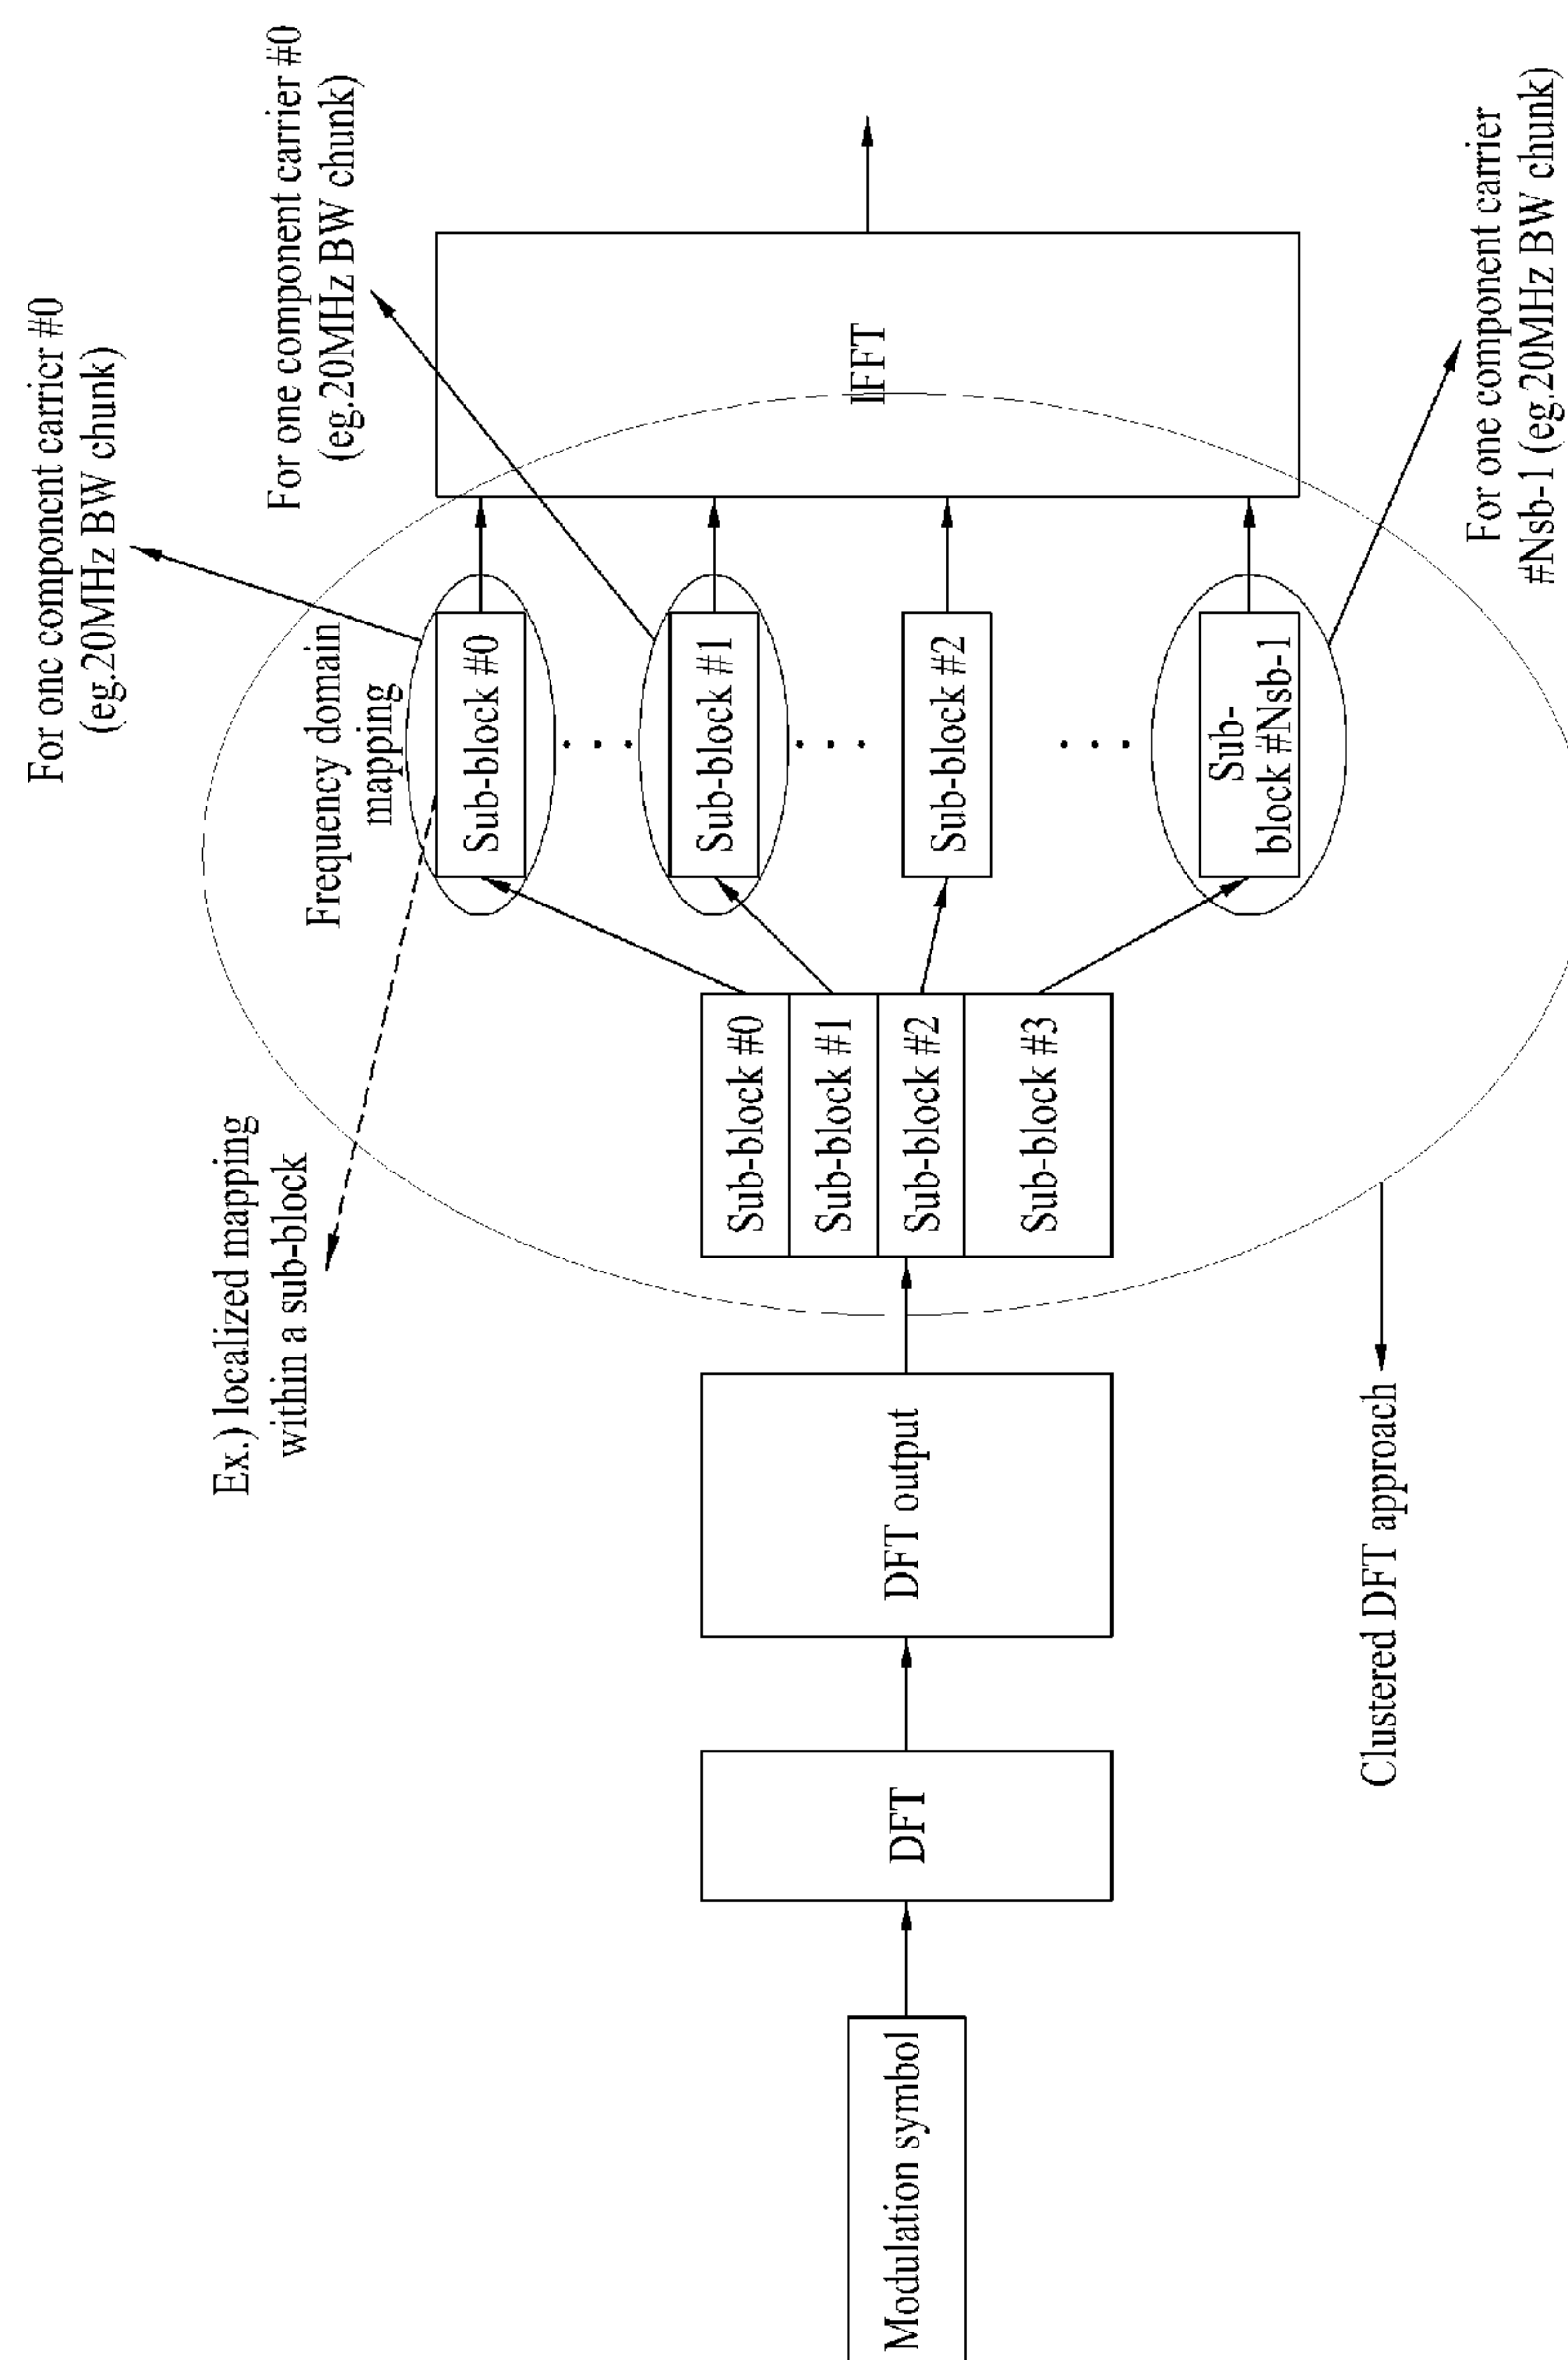 For one component carrier #0
(eg.20MHz BW chunk)
Ex.) localized mapping
within a sub-block
For one component carrier #0
(eg.20MHz BW chunk)
Frequency domain
mapping
Modulation symbol
DFT
DFT output
Sub-block #0
Sub-block #1
Sub-block #2
Sub-block #3
Sub-block #0
Sub-block #1
Sub-block #2
Sub-
block #Nsb-1
IFFT
Clustered DFT approach
For one component carrier
#Nsb-1 (eg.20MHz BW chunk)